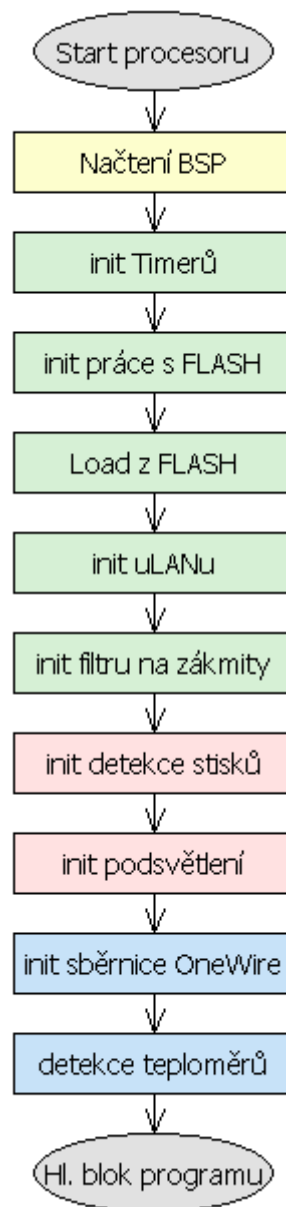 Start procesoru
Načtení BSP
init Timerů
init práce s FLASH
Load z FLASH
init uLANu
init filtru na zákmity
init detekce stisků
init podsvětlení
init sběrnice OneWire
detekce teploměrů
Hl. blok programu